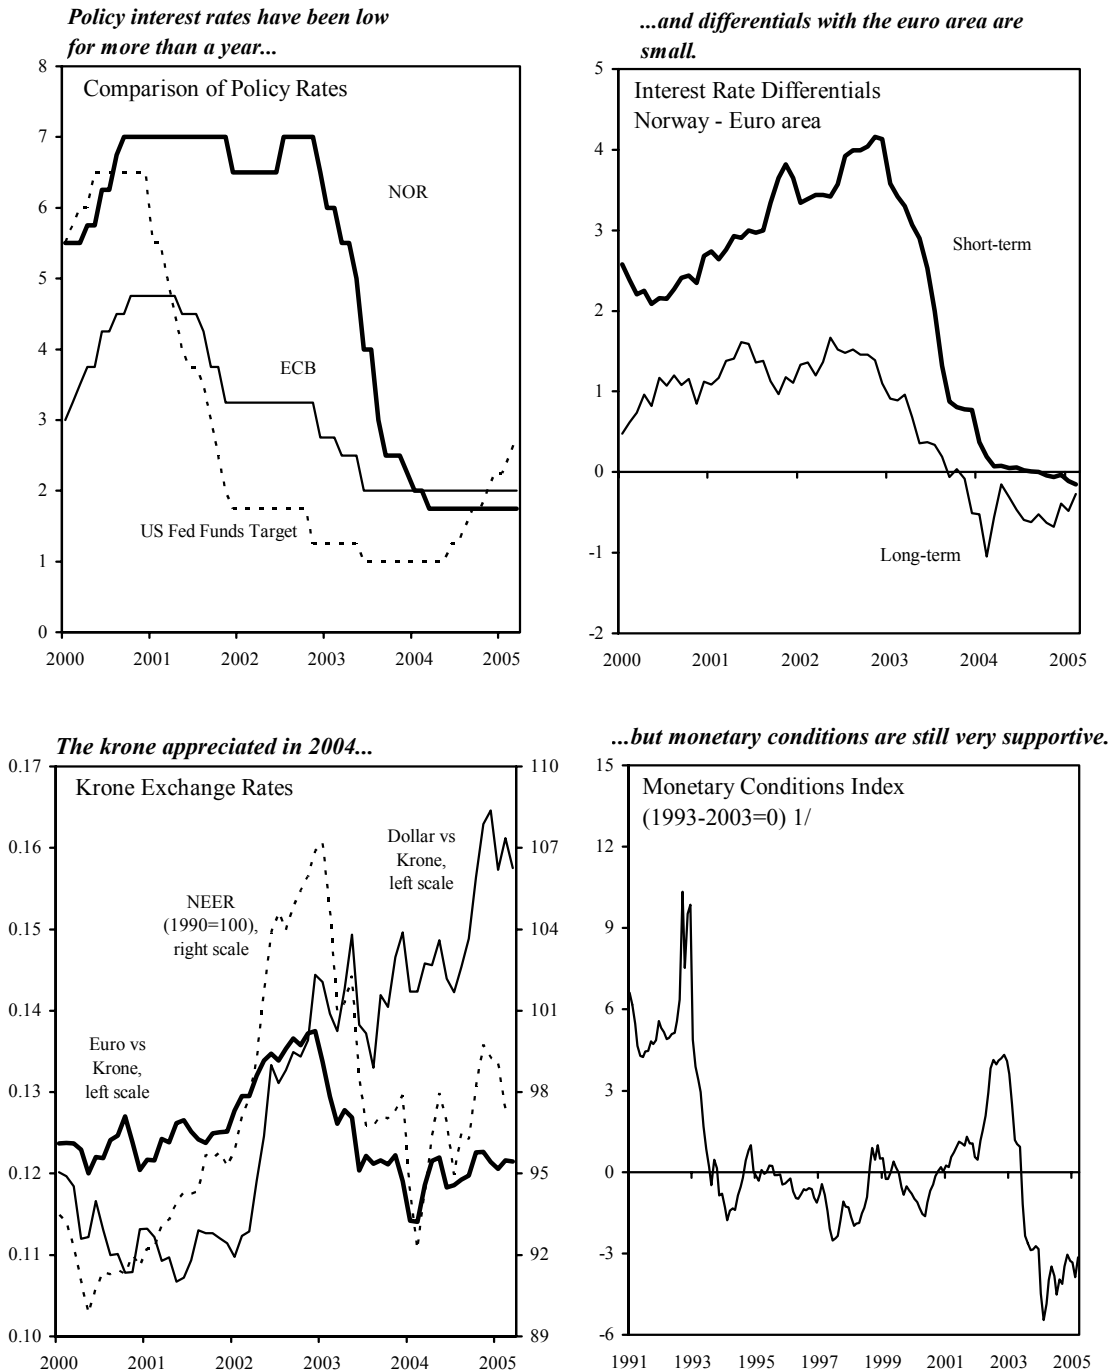 Policy interest rates have been low
for more than a year...
8
Comparison of Policy Rates
7
NOR
6
5
4
ECB
3
2
US Fed Funds Target
1
0
2000 2001 2002 2003 2004 2005
...and differentials with the euro area are
small.
5
Interest Rate Differentials
Norway - Euro area
4
3
Short-term
2
1
0
-1
Long-term
-2
2000 2001 2002 2003 2004 2005
The krone appreciated in 2004...
0.17 110
Krone Exchange Rates
Dollar vs
Krone,
left scale
0.16 107
NEER
(1990=100),
right scale
0.15 104
0.14 101
Euro vs
Krone,
left scale
0.13 98
0.12 95
0.11 92
0.10 89
2000 2001 2002 2003 2004 2005
...but monetary conditions are still very supportive.
15
Monetary Conditions Index
(1993-2003=0) 1/
12
9
6
3
0
-3
-6
1991 1993 1995 1997 1999 2001 2003 2005